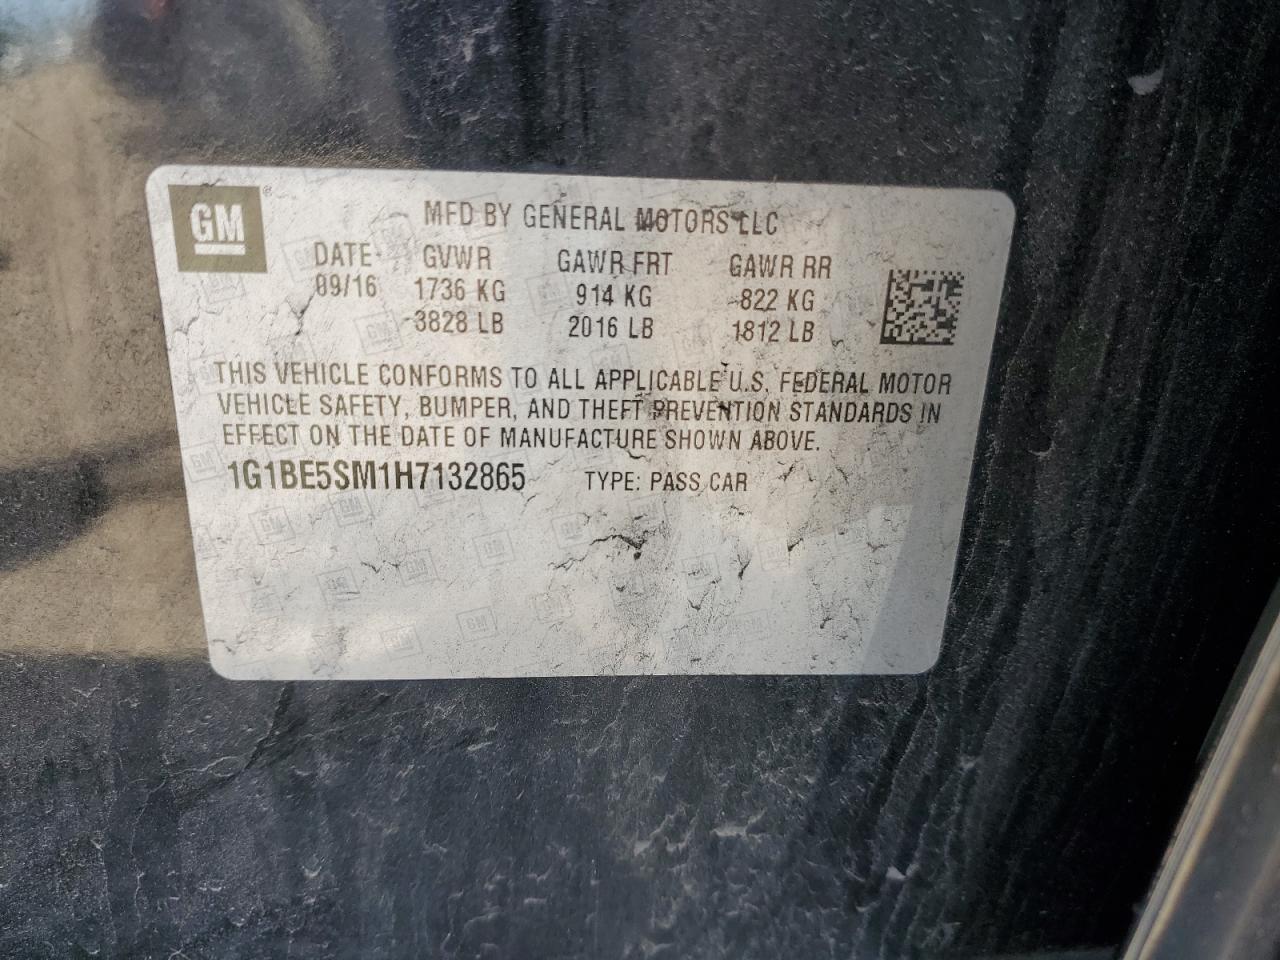 GM ®
MFD BY GENERAL MOTORS LLC
DATE GVWR GAWR FRT GAWR RR
09/16 1736 KG 914 KG 822 KG
3828 LB 2016 LB 1812 LB
THIS VEHICLE CONFORMS TO ALL APPLICABLE U.S. FEDERAL MOTOR
VEHICLE SAFETY, BUMPER, AND THEFT PREVENTION STANDARDS IN
EFFECT ON THE DATE OF MANUFACTURE SHOWN ABOVE.
1G1BE5SM1H7132865 TYPE: PASS CAR